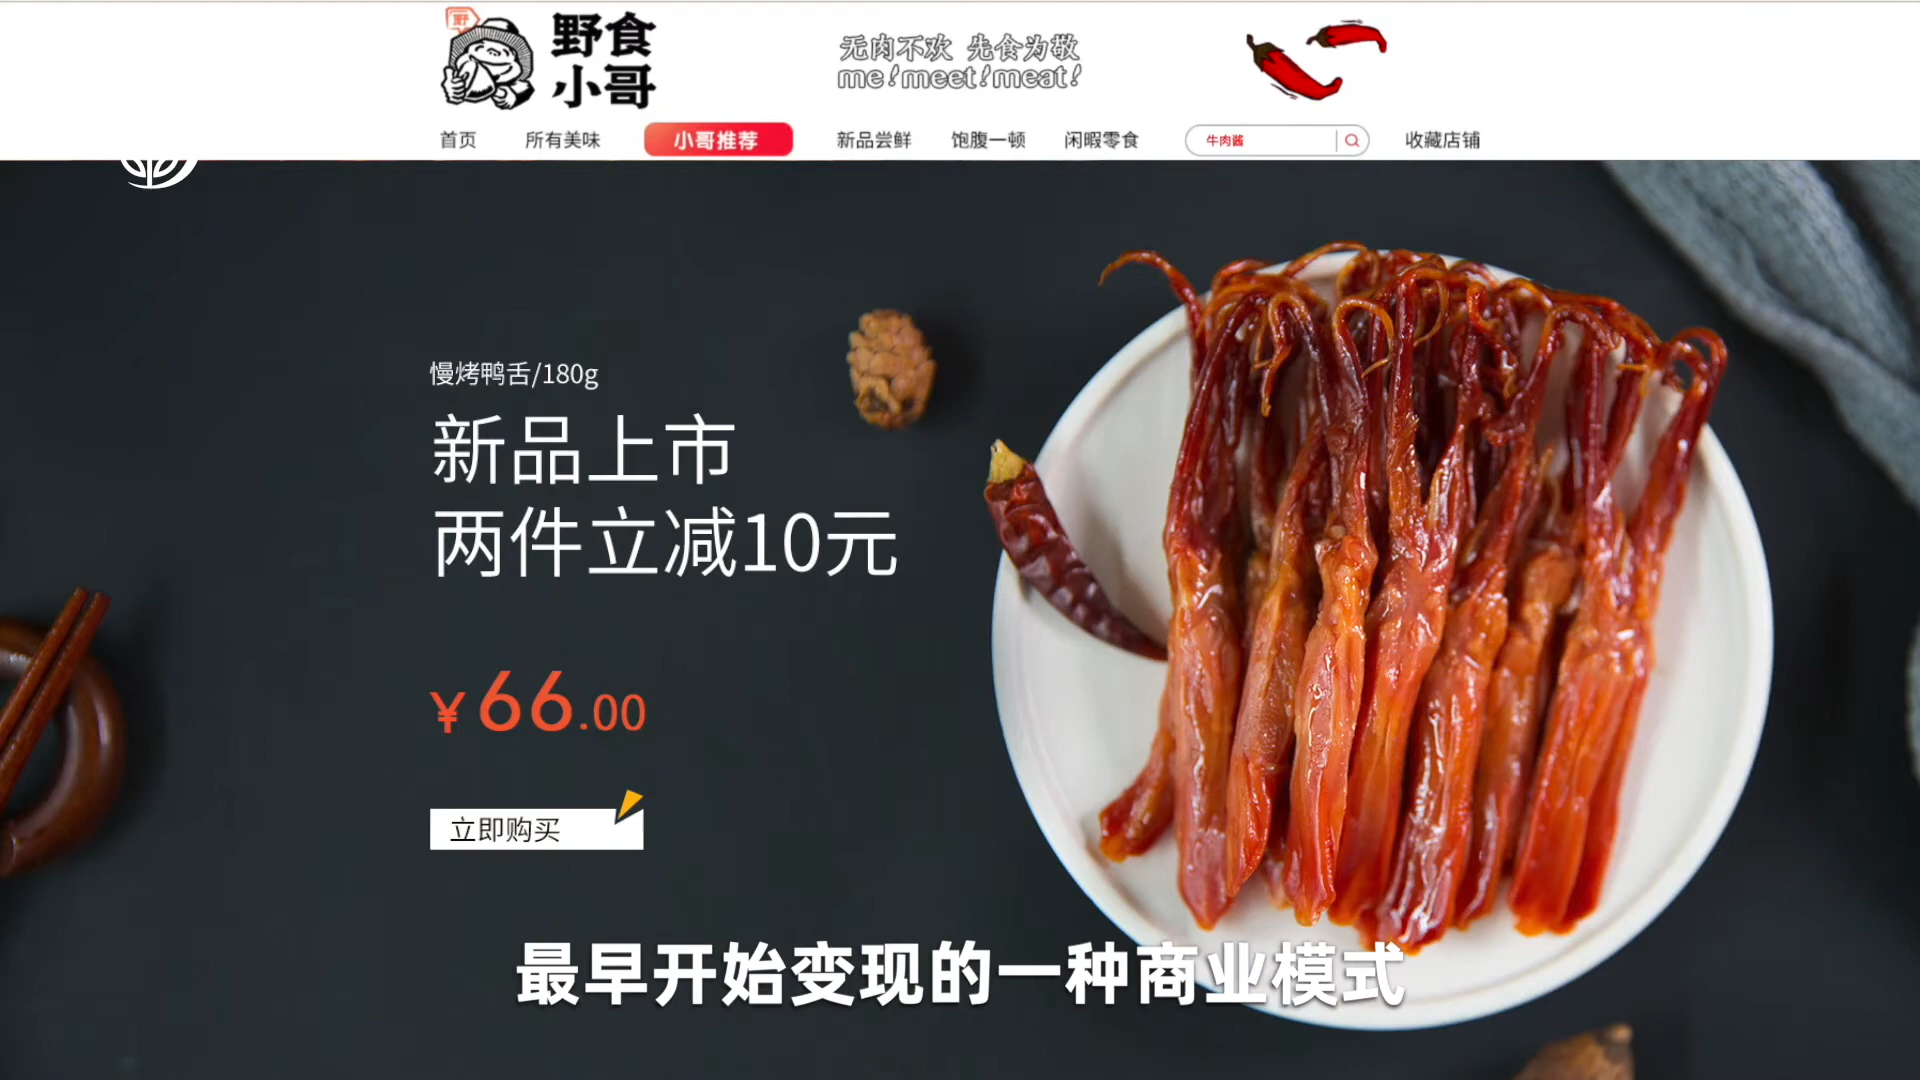 野
野食
小哥
无肉不欢 先食为敬
me!meet!meat!
首页 所有美味 小哥推荐 新品尝鲜 饱腹一顿 闲暇零食 牛肉酱 收藏店铺
慢烤鸭舌/180g
新品上市
两件立减10元
¥66.00
立即购买
最早开始变现的一种商业模式